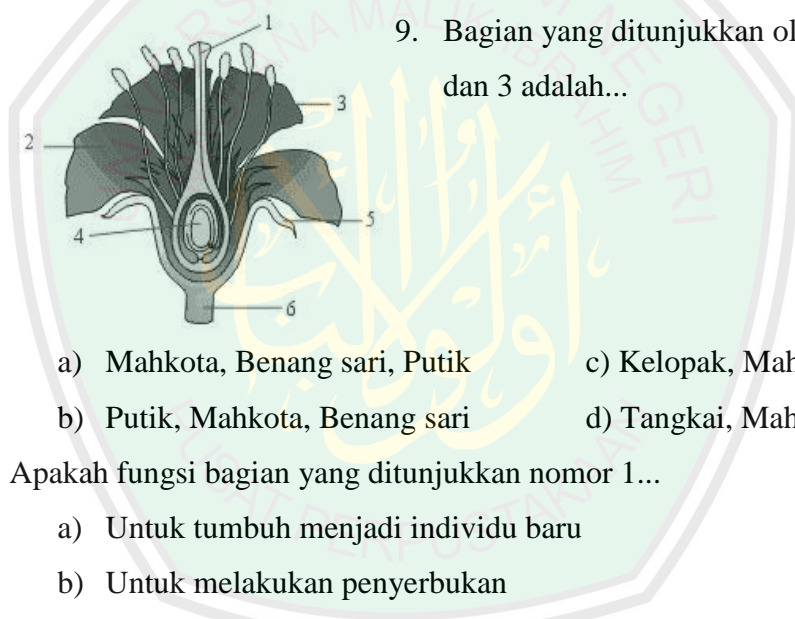 1
9. Bagian yang ditunjukkan ol
dan 3 adalah...
3
2
4
5
6
a) Mahkota, Benang sari, Putik c) Kelopak, Mah
b) Putik, Mahkota, Benang sari d) Tangkai, Mah
Apakah fungsi bagian yang ditunjukkan nomor 1...
a) Untuk tumbuh menjadi individu baru
b) Untuk melakukan penyerbukan